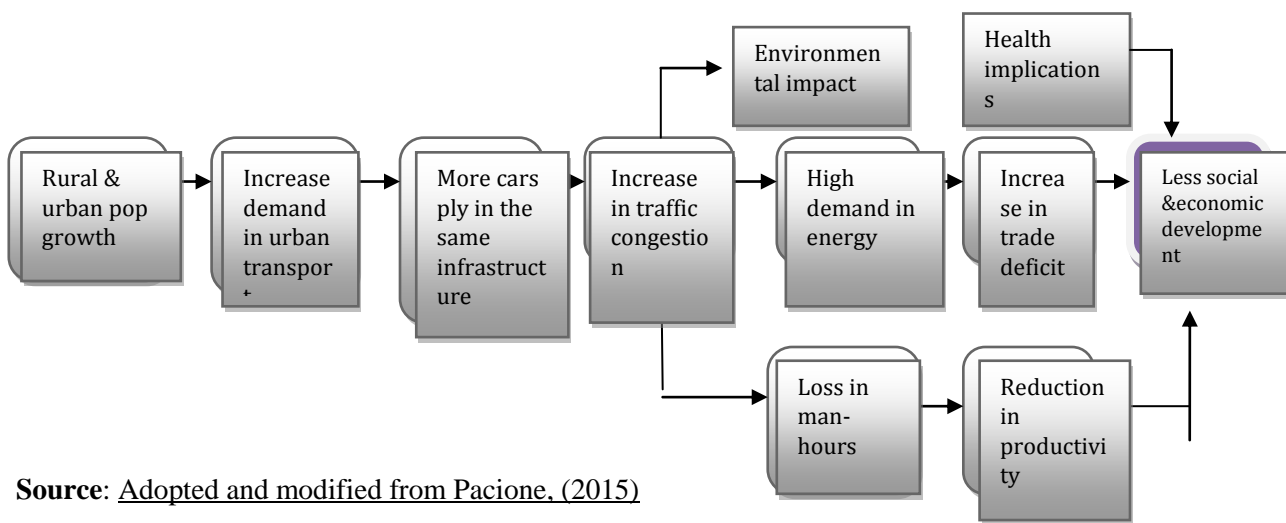 Environmen
tal impact
Health
implication
s
Rural &
urban pop
growth
Increase
demand
in urban
transpor
t
More cars
ply in the
same
infrastruct
ure
Increase
in traffic
congestio
n
High
demand in
energy
Increa
se in
trade
deficit
Less social
&economic
developme
nt
Loss in
man-
hours
Reduction
in
productivi
ty
Source: Adopted and modified from Pacione, (2015)